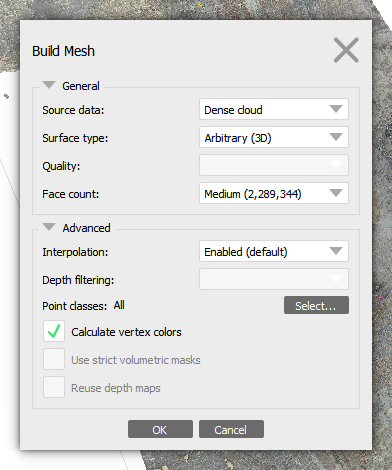 Build Mesh
General
Source data: Dense cloud
Surface type: Arbitrary (3D)
Quality:
Face count: Medium (2,289,344)
Advanced
Interpolation: Enabled (default)
Depth filtering:
Point classes: All Select...
Calculate vertex colors
Use strict volumetric masks
Reuse depth maps
OK Cancel